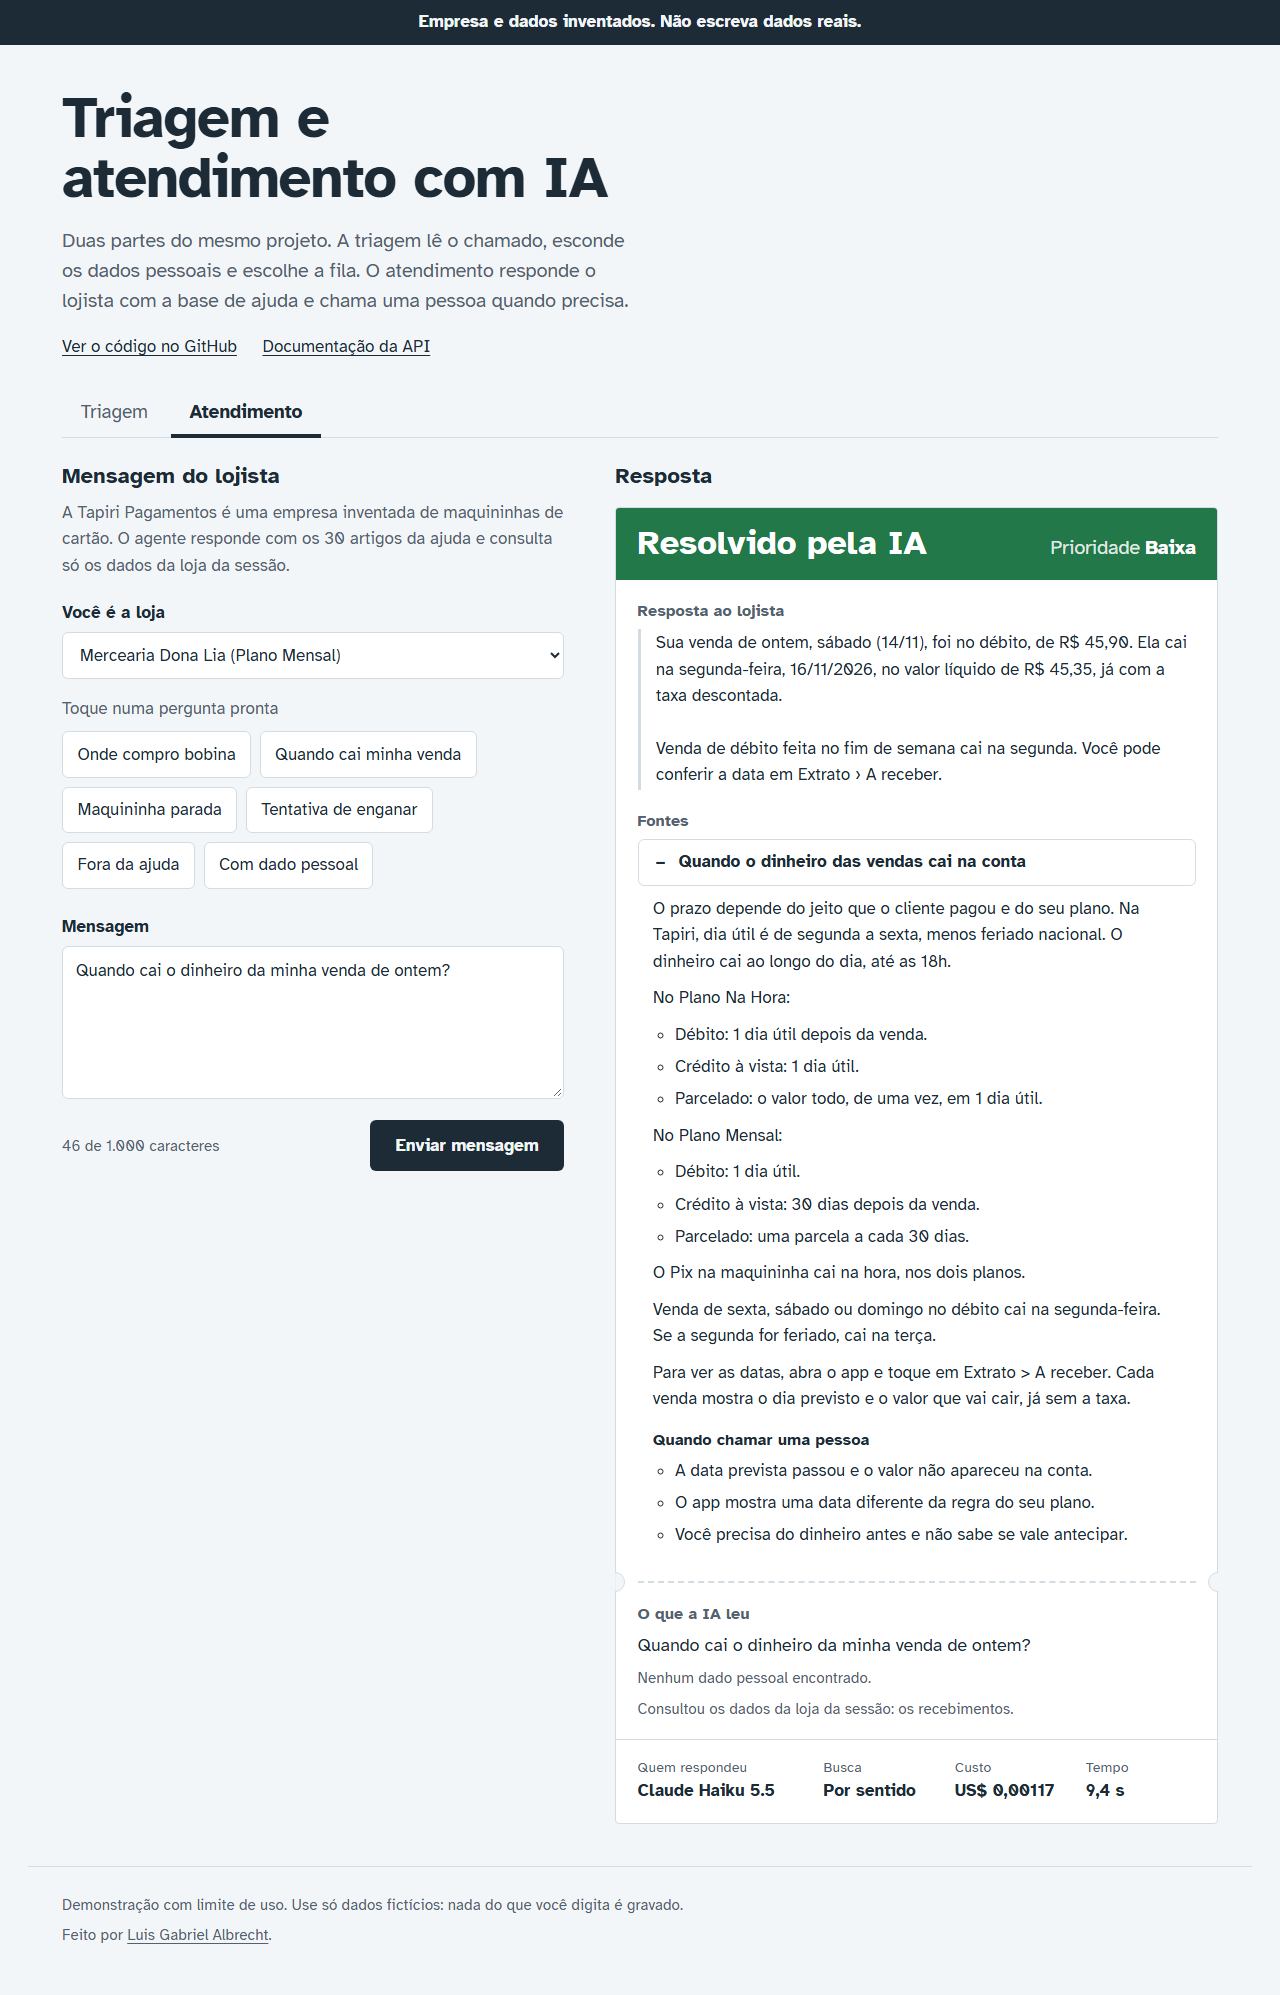 Empresa e dados inventados. Não escreva dados reais.
Triagem e
atendimento com IA
Duas partes do mesmo projeto. A triagem lê o chamado, esconde
os dados pessoais e escolhe a fila. O atendimento responde o
lojista com a base de ajuda e chama uma pessoa quando precisa.
Ver o código no GitHub Documentação da API
Triagem Atendimento
Mensagem do lojista
A Tapiri Pagamentos é uma empresa inventada de maquininhas de
cartão. O agente responde com os 30 artigos da ajuda e consulta
só os dados da loja da sessão.
Você é a loja
Mercearia Dona Lia (Plano Mensal)
Toque numa pergunta pronta
Onde compro bobina Quando cai minha venda
Maquininha parada Tentativa de enganar
Fora da ajuda Com dado pessoal
Mensagem
Quando cai o dinheiro da minha venda de ontem?
46 de 1.000 caracteres Enviar mensagem
Resposta
Resolvido pela IA Prioridade Baixa
Resposta ao lojista
Sua venda de ontem, sábado (14/11), foi no débito, de R$ 45,90. Ela cai
na segunda-feira, 16/11/2026, no valor líquido de R$ 45,35, já com a
taxa descontada.
Venda de débito feita no fim de semana cai na segunda. Você pode
conferir a data em Extrato › A receber.
Fontes
– Quando o dinheiro das vendas cai na conta
O prazo depende do jeito que o cliente pagou e do seu plano. Na
Tapiri, dia útil é de segunda a sexta, menos feriado nacional. O
dinheiro cai ao longo do dia, até as 18h.
No Plano Na Hora:
◦ Débito: 1 dia útil depois da venda.
◦ Crédito à vista: 1 dia útil.
◦ Parcelado: o valor todo, de uma vez, em 1 dia útil.
No Plano Mensal:
◦ Débito: 1 dia útil.
◦ Crédito à vista: 30 dias depois da venda.
◦ Parcelado: uma parcela a cada 30 dias.
O Pix na maquininha cai na hora, nos dois planos.
Venda de sexta, sábado ou domingo no débito cai na segunda-feira.
Se a segunda for feriado, cai na terça.
Para ver as datas, abra o app e toque em Extrato > A receber. Cada
venda mostra o dia previsto e o valor que vai cair, já sem a taxa.
Quando chamar uma pessoa
◦ A data prevista passou e o valor não apareceu na conta.
◦ O app mostra uma data diferente da regra do seu plano.
◦ Você precisa do dinheiro antes e não sabe se vale antecipar.
O que a IA leu
Quando cai o dinheiro da minha venda de ontem?
Nenhum dado pessoal encontrado.
Consultou os dados da loja da sessão: os recebimentos.
Quem respondeu Busca Custo Tempo
Claude Haiku 5.5 Por sentido US$ 0,00117 9,4 s
Demonstração com limite de uso. Use só dados fictícios: nada do que você digita é gravado.
Feito por Luis Gabriel Albrecht.